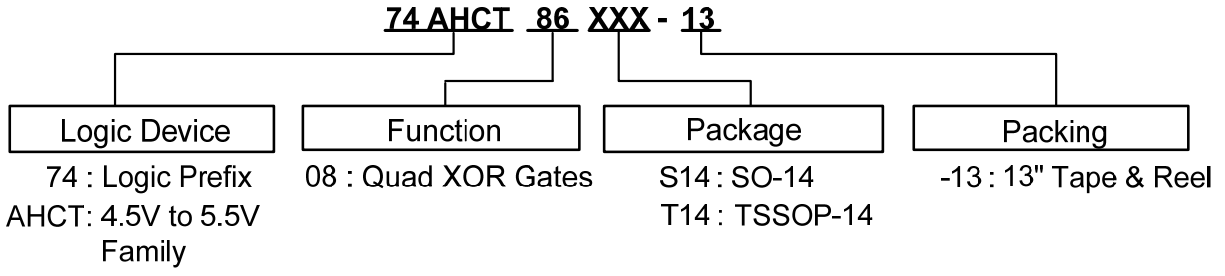 74 AHCT 86 XXX - 13
Logic Device
Function
Package
Packing
74 : Logic Prefix
08 : Quad XOR Gates
S14 : SO-14
-13 : 13" Tape & Reel
AHCT: 4.5V to 5.5V
T14 : TSSOP-14
Family